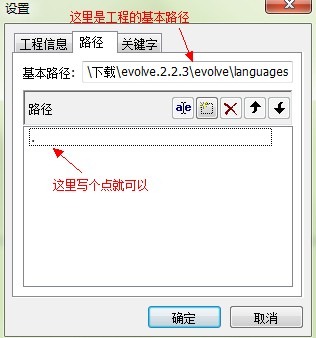 设置
这里是工程的基本路径
工程信息 路径 关键字
基本路径: \下载\evolve.2.2.3\evolve\languages
路径
.
这里写个点就可以
确定 取消